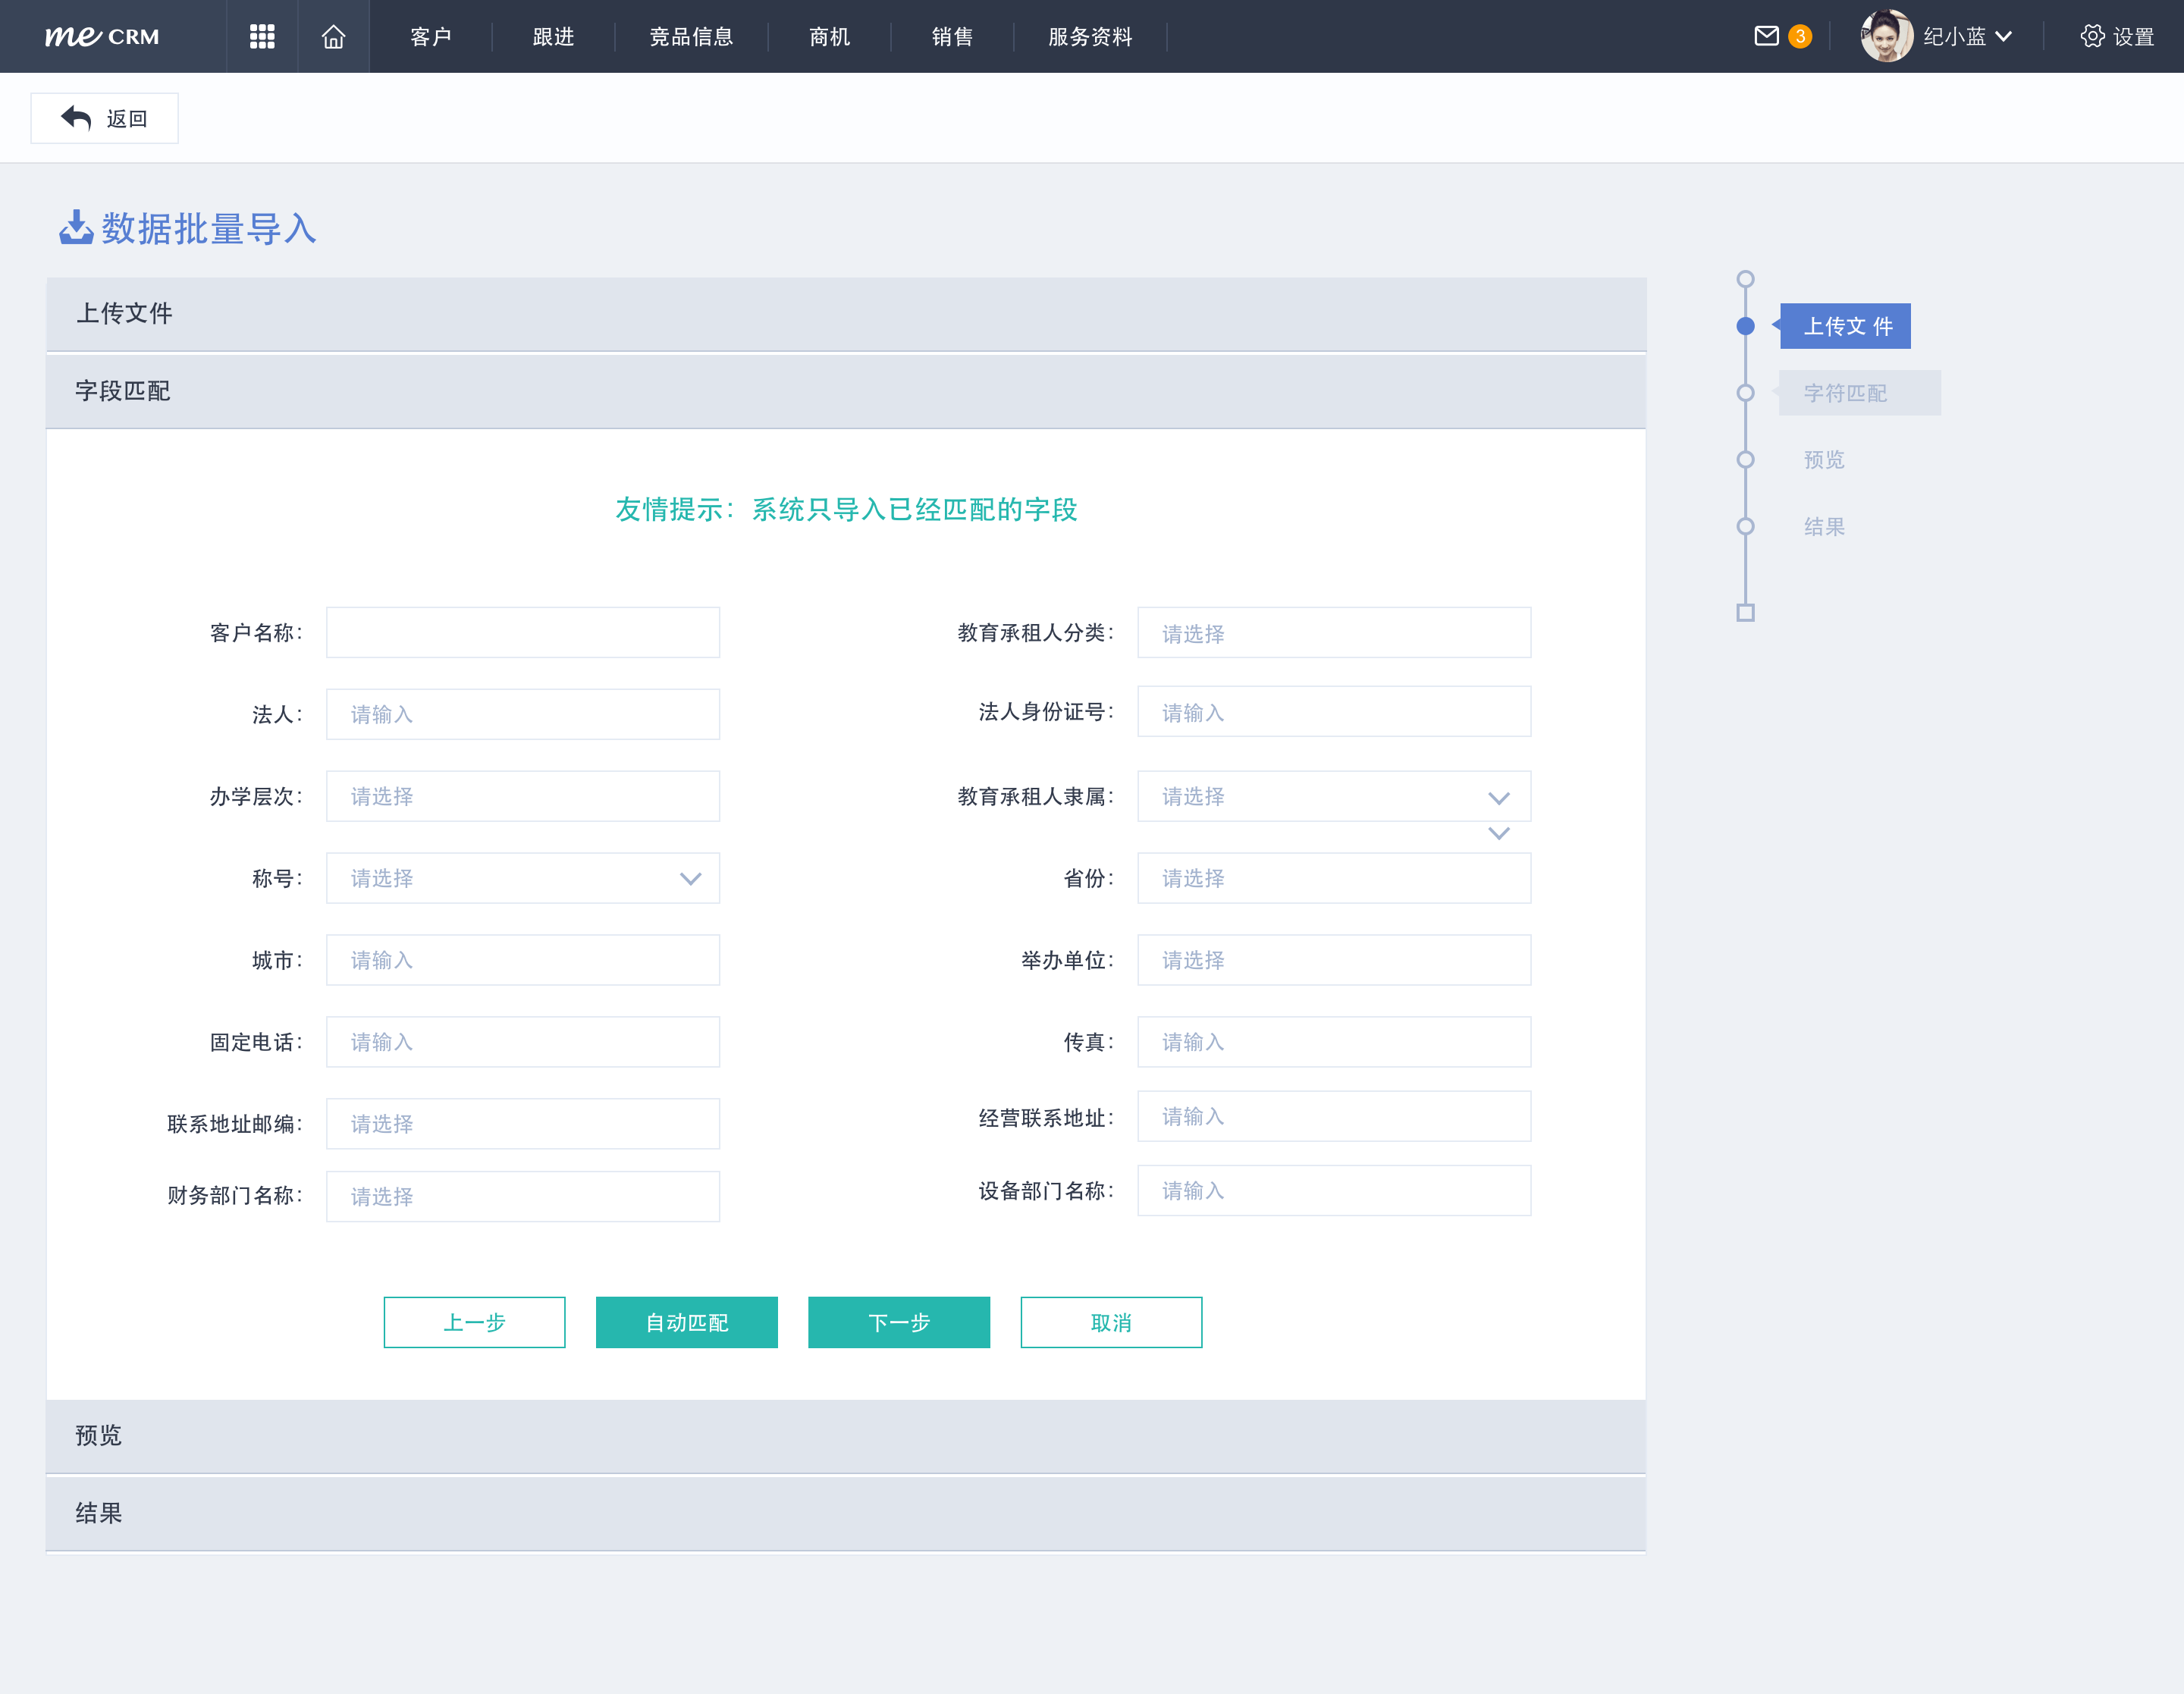 me CRM 客户 跟进 竞品信息 商机 销售 服务资料 3 纪小蓝 设置
返回
数据批量导入
上传文件
上传文 件
字段匹配
字符匹配
预览
友情提示：系统只导入已经匹配的字段
结果
客户名称：
教育承租人分类： 请选择
法人： 请输入
法人身份证号： 请输入
办学层次： 请选择
教育承租人隶属： 请选择
称号： 请选择
省份： 请选择
城市： 请输入
举办单位： 请选择
固定电话： 请输入
传真： 请输入
联系地址邮编： 请选择
经营联系地址： 请输入
财务部门名称： 请选择
设备部门名称： 请输入
上一步 自动匹配 下一步 取消
预览
结果